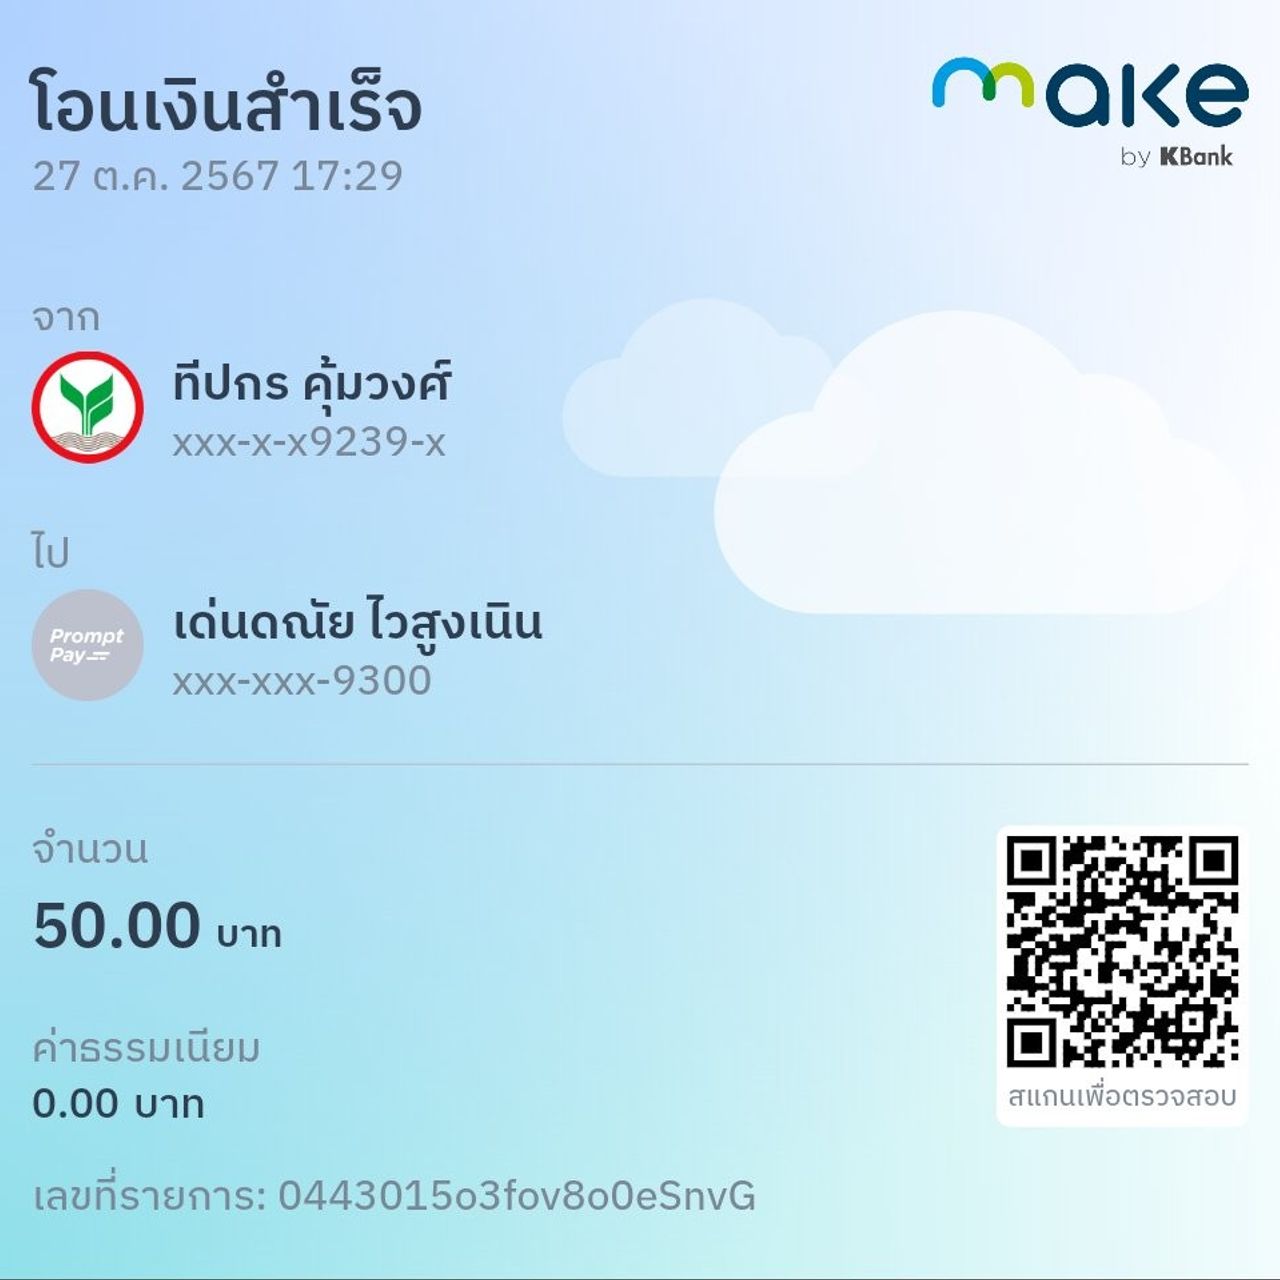 โอนเงินสำเร็จ
27 ต.ค. 2567 17:29
make
by KBank
จาก
ทีปกร คุ้มวงศ์
xxx-x-x9239-x
ไป
Prompt
Pay
เด่นดณัย ไวสูงเนิน
xxx-xxx-9300
จำนวน
50.00 บาท
ค่าธรรมเนียม
0.00 บาท
สแกนเพื่อตรวจสอบ
เลขที่รายการ: 0443015o3fov8o0eSnvG